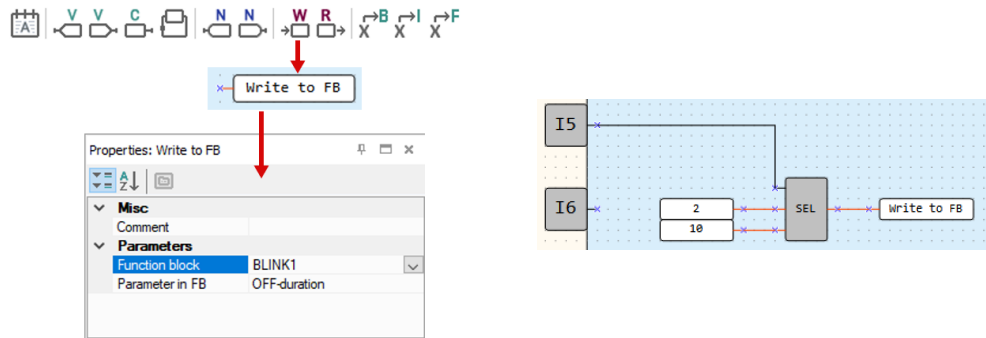 A V V C N N W R X B X I X F
Write to FB
Properties: Write to FB
A
Z
Misc
Comment
Parameters
Function block BLINK1
Parameter in FB OFF-duration
I5
I6
2
10
SEL
Write to FB